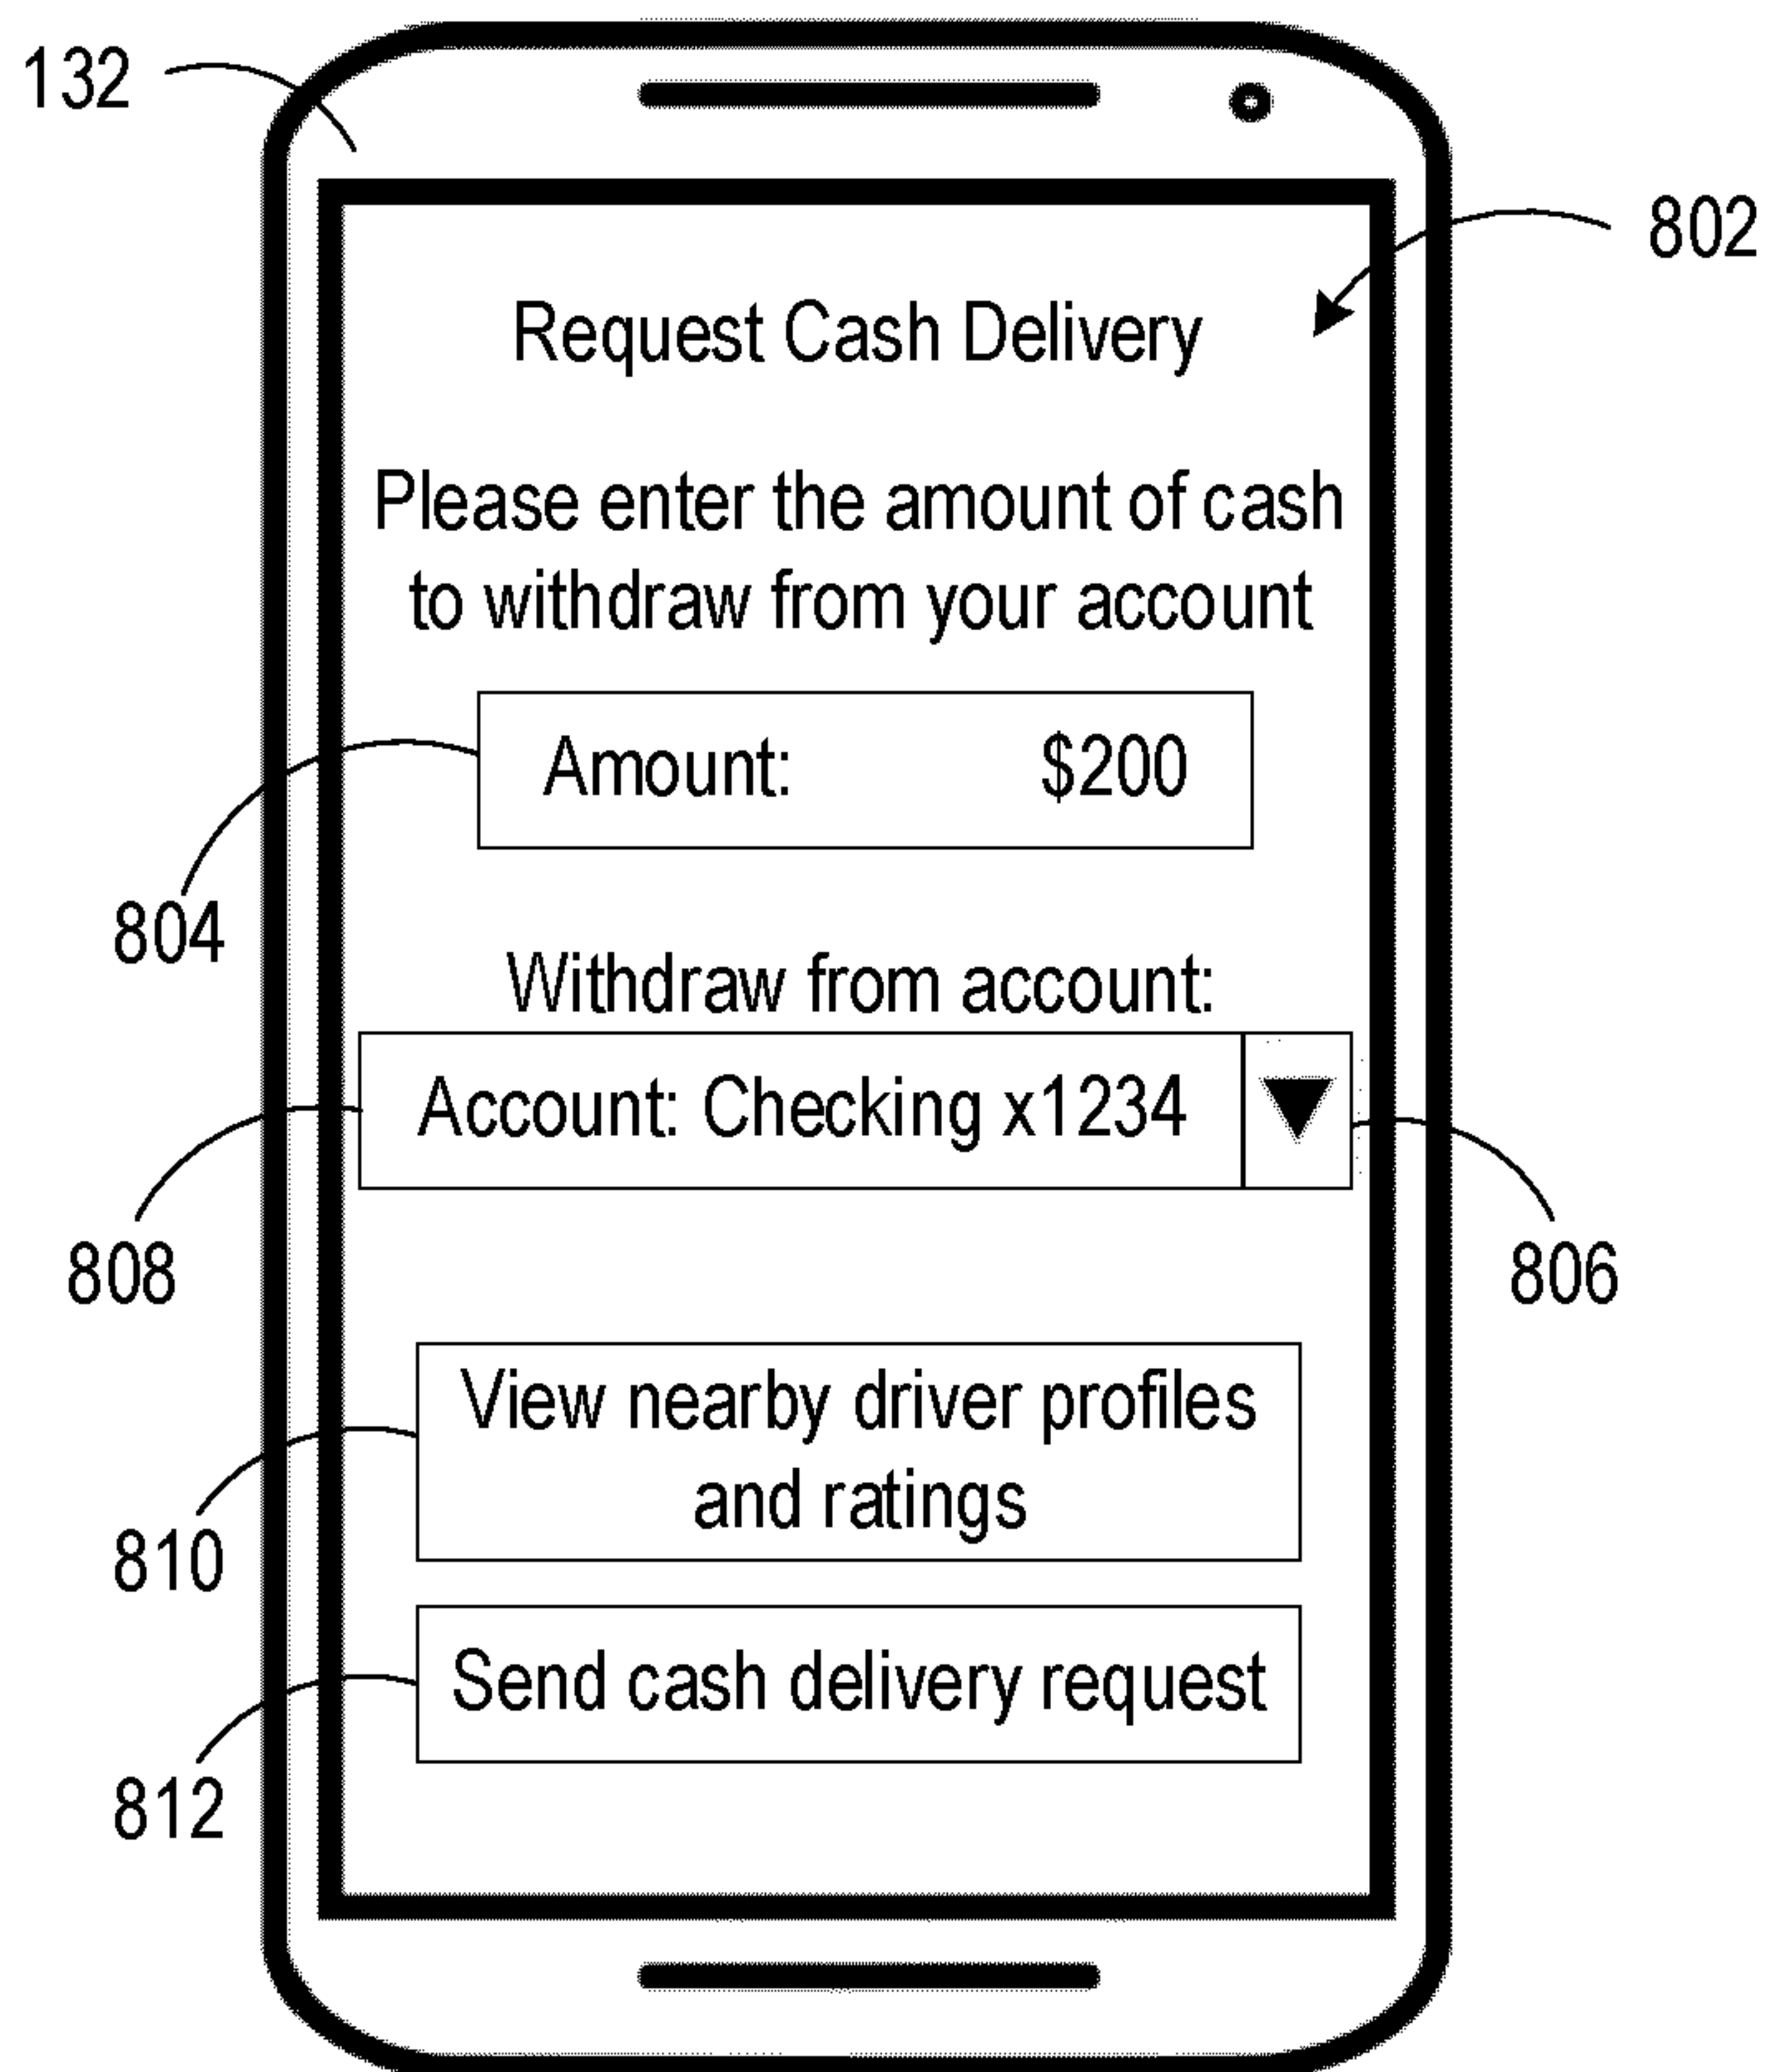 132
802
Request Cash Delivery
Please enter the amount of cash
to withdraw from your account
Amount: $200
804
Withdraw from account:
Account: Checking x1234
808
806
View nearby driver profiles
and ratings
810
Send cash delivery request
812